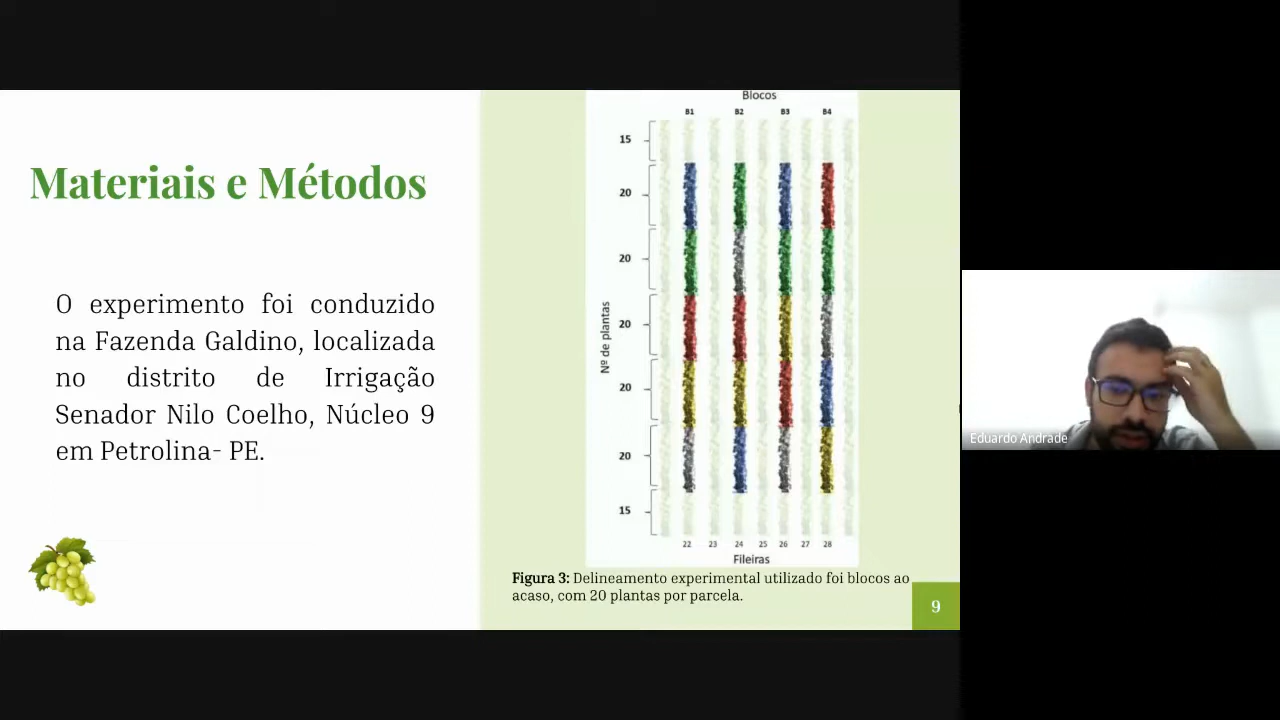 Materiais e Métodos
O experimento foi conduzido
na Fazenda Galdino, localizada
no distrito de Irrigação
Senador Nilo Coelho, Núcleo 9
em Petrolina- PE.
Blocos
B1 B2 B3 B4
15
20
20
20
20
20
15
Nº de plantas
22 23 24 25 26 27 28
Fileiras
Figura 3: Delineamento experimental utilizado foi blocos ao
acaso, com 20 plantas por parcela.
9
Eduardo Andrade